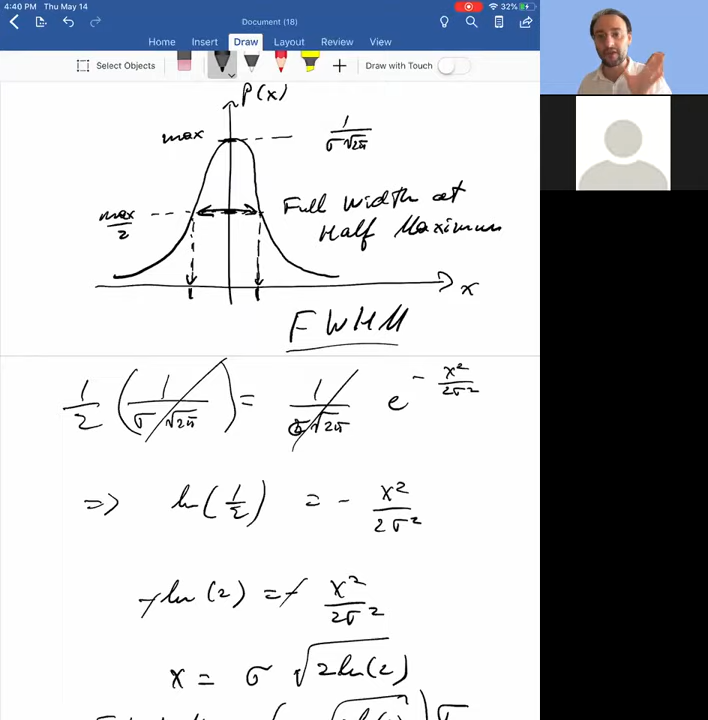 4:40 PM Thu May 14
32%
Document (18)
Home Insert Draw Layout Review View
Select Objects
Draw with Touch
P(x)
max
1/(σ√2π)
max/2
Full Width at
Half Maximum
x
FWHM
1/2 (1/(σ√2π)) = 1/(σ√2π) e^(-x²/2σ²)
=> ln(1/2) = - x²/2σ²
-ln(2) = - x²/2σ²
x = σ √2ln(2)